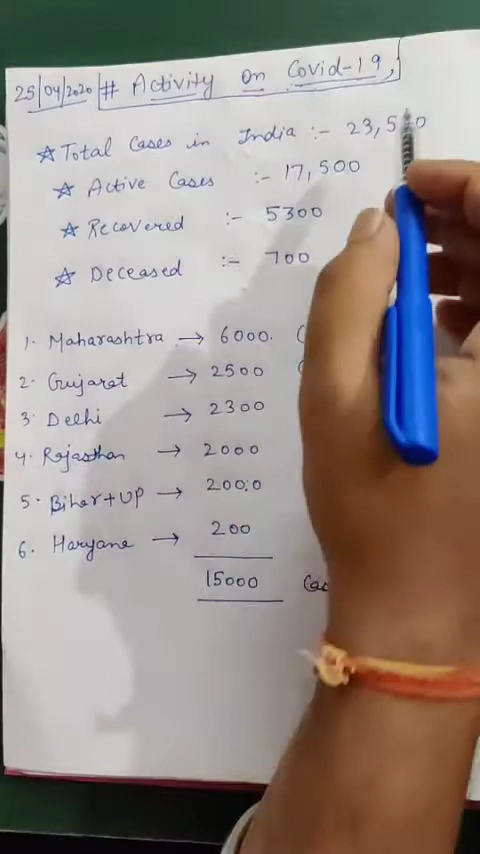 25/04/2020 # Activity on Covid-19,
☆ Total Cases in India :- 23,500
☆ Active Cases :- 17,500
☆ Recovered :- 5300
☆ Deceased :- 700
1. Maharashtra → 6000. (
2. Gujarat → 2500
3. Delhi → 2300
4. Rajasthan → 2000
5. Bihar+UP → 2000
6. Haryana → 200
15000